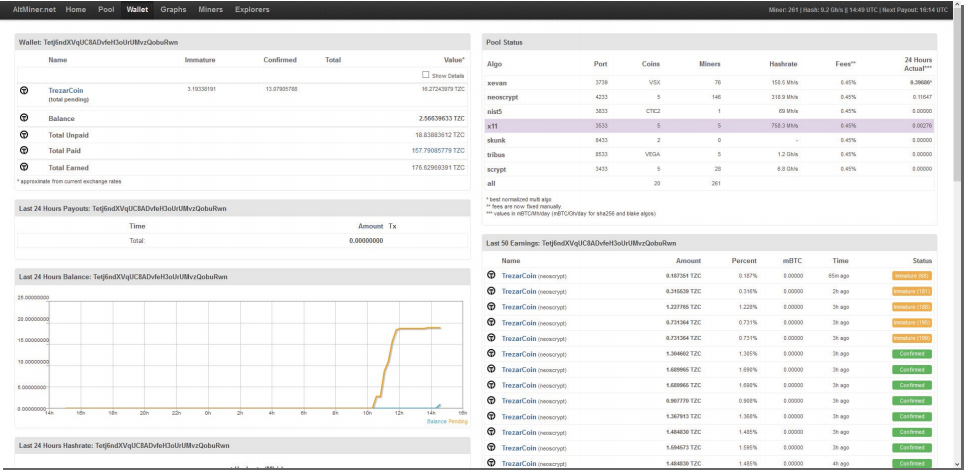 AltMiner.net Home Pool Wallet Graphs Miners Explorers
Miner: 261 | Hash: 9.2 Gh/s || 14:49 UTC | Next Payout: 16:14 UTC
Wallet: Tetj6ndXVqUC8ADvfeH3oUrUMvzQobuRwn
Name Immature Confirmed Total Value*
Show Details
TrezarCoin 3.19338191 13.07905788 16.27243979 TZC
(total pending)
Balance 2.56639633 TZC
Total Unpaid 18.83883612 TZC
Total Paid 157.79085779 TZC
Total Earned 176.62969391 TZC
* approximate from current exchange rates
Last 24 Hours Payouts: Tetj6ndXVqUC8ADvfeH3oUrUMvzQobuRwn
Time Amount Tx
Total: 0.00000000
Last 24 Hours Balance: Tetj6ndXVqUC8ADvfeH3oUrUMvzQobuRwn
25.00000000
20.00000000
15.00000000
10.00000000
5.00000000
0.00000000
14h 16h 18h 20h 22h 0h 2h 4h 6h 8h 10h 12h 14h 16h
Balance Pending
Last 24 Hours Hashrate: Tetj6ndXVqUC8ADvfeH3oUrUMvzQobuRwn
Pool Status
Algo Port Coins Miners Hashrate Fees** 24 Hours
Actual***
xevan 3739 VSX 76 150.5 Mh/s 0.45% 0.39686*
neoscrypt 4233 5 146 318.9 Mh/s 0.45% 0.11647
nist5 3833 CTIC2 1 69 Mh/s 0.45% 0.00000
x11 3533 5 5 758.3 Mh/s 0.45% 0.00276
skunk 8433 2 0 - 0.45% 0.00000
tribus 8533 VEGA 5 1.2 Gh/s 0.45% 0.00000
scrypt 3433 5 28 6.8 Gh/s 0.45% 0.00000
all 20 261
* best normalized multi algo
** fees are now fixed manually.
*** values in mBTC/Mh/day (mBTC/Gh/day for sha256 and blake algos)
Last 50 Earnings: Tetj6ndXVqUC8ADvfeH3oUrUMvzQobuRwn
Name Amount Percent mBTC Time Status
TrezarCoin (neoscrypt) 0.187351 TZC 0.187% 0.00000 65m ago Immature
TrezarCoin (neoscrypt) 0.315539 TZC 0.316% 0.00000 2h ago Immature (181)
TrezarCoin (neoscrypt) 1.227765 TZC 1.228% 0.00000 3h ago Immature
TrezarCoin (neoscrypt) 0.731364 TZC 0.731% 0.00000 3h ago Immature
TrezarCoin (neoscrypt) 0.731364 TZC 0.731% 0.00000 3h ago Immature
TrezarCoin (neoscrypt) 1.304602 TZC 1.305% 0.00000 3h ago Confirmed
TrezarCoin (neoscrypt) 1.689965 TZC 1.690% 0.00000 3h ago Confirmed
TrezarCoin (neoscrypt) 1.689965 TZC 1.690% 0.00000 3h ago Confirmed
TrezarCoin (neoscrypt) 0.907770 TZC 0.908% 0.00000 3h ago Confirmed
TrezarCoin (neoscrypt) 1.367913 TZC 1.368% 0.00000 3h ago Confirmed
TrezarCoin (neoscrypt) 1.484830 TZC 1.485% 0.00000 3h ago Confirmed
TrezarCoin (neoscrypt) 1.594573 TZC 1.595% 0.00000 3h ago Confirmed
TrezarCoin (neoscrypt) 1.484830 TZC 1.485% 0.00000 4h ago Confirmed